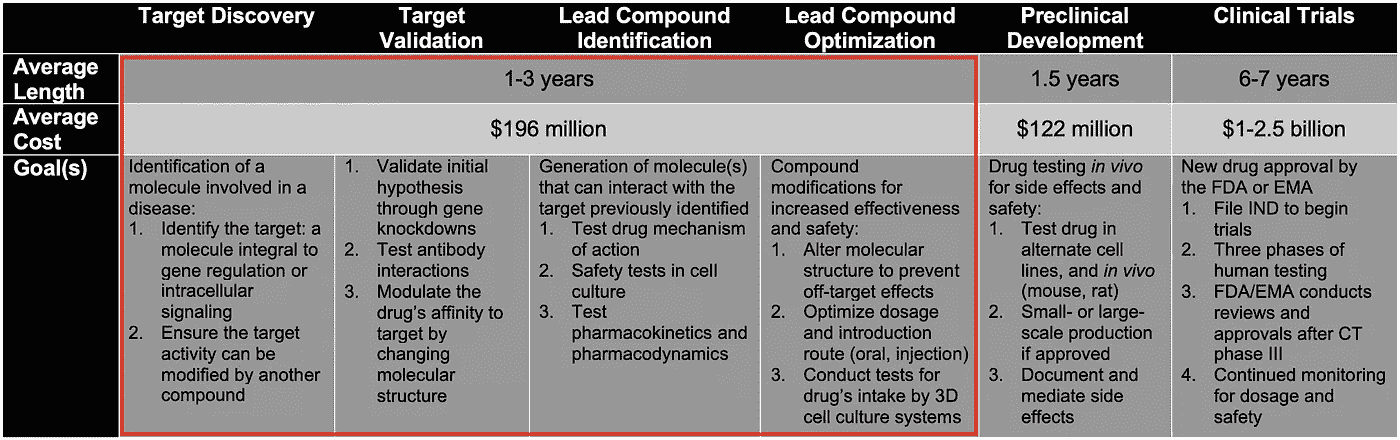 Target Discovery
Target
Validation
Lead Compound
Identification
Lead Compound
Optimization
Preclinical
Development
Clinical Trials
Average
Length
1-3 years
1.5 years
6-7 years
Average
Cost
$196 million
$122 million
$1-2.5 billion
Goal(s)
Identification of a
molecule involved in a
disease:
1. Identify the target: a
molecule integral to
gene regulation or
intracellular
signaling
2. Ensure the target
activity can be
modified by another
compound
1. Validate initial
hypothesis
through gene
knockdowns
2. Test antibody
interactions
3. Modulate the
drug's affinity to
target by
changing
molecular
structure
Generation of molecule(s)
that can interact with the
target previously identified
1. Test drug mechanism
of action
2. Safety tests in cell
culture
3. Test
pharmacokinetics and
pharmacodynamics
Compound
modifications for
increased effectiveness
and safety:
1. Alter molecular
structure to prevent
off-target effects
2. Optimize dosage
and introduction
route (oral, injection)
3. Conduct tests for
drug's intake by 3D
cell culture systems
Drug testing in vivo
for side effects and
safety:
1. Test drug in
alternate cell
lines, and in vivo
(mouse, rat)
2. Small- or large-
scale production
if approved
3. Document and
mediate side
effects
New drug approval by
the FDA or EMA
1. File IND to begin
trials
2. Three phases of
human testing
3. FDA/EMA conducts
reviews and
approvals after CT
phase III
4. Continued monitoring
for dosage and
safety